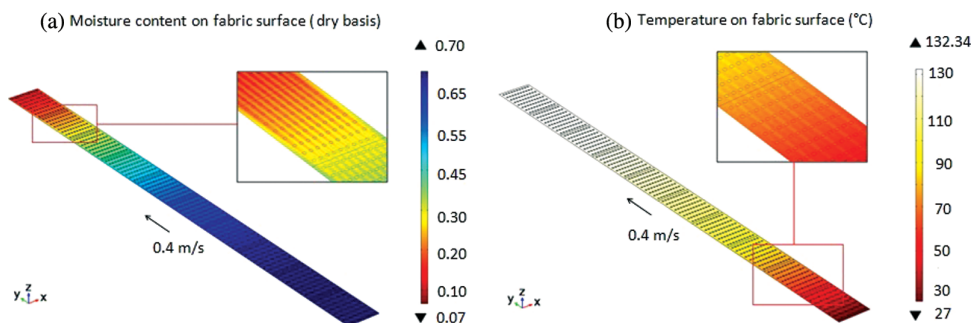 (a) Moisture content on fabric surface (dry basis)
▲ 0.70
0.65
0.55
0.45
0.30
0.20
0.10
▼ 0.07
0.4 m/s
y z x
(b) Temperature on fabric surface (°C)
▲ 132.34
130
110
90
70
50
30
▼ 27
0.4 m/s
y z x